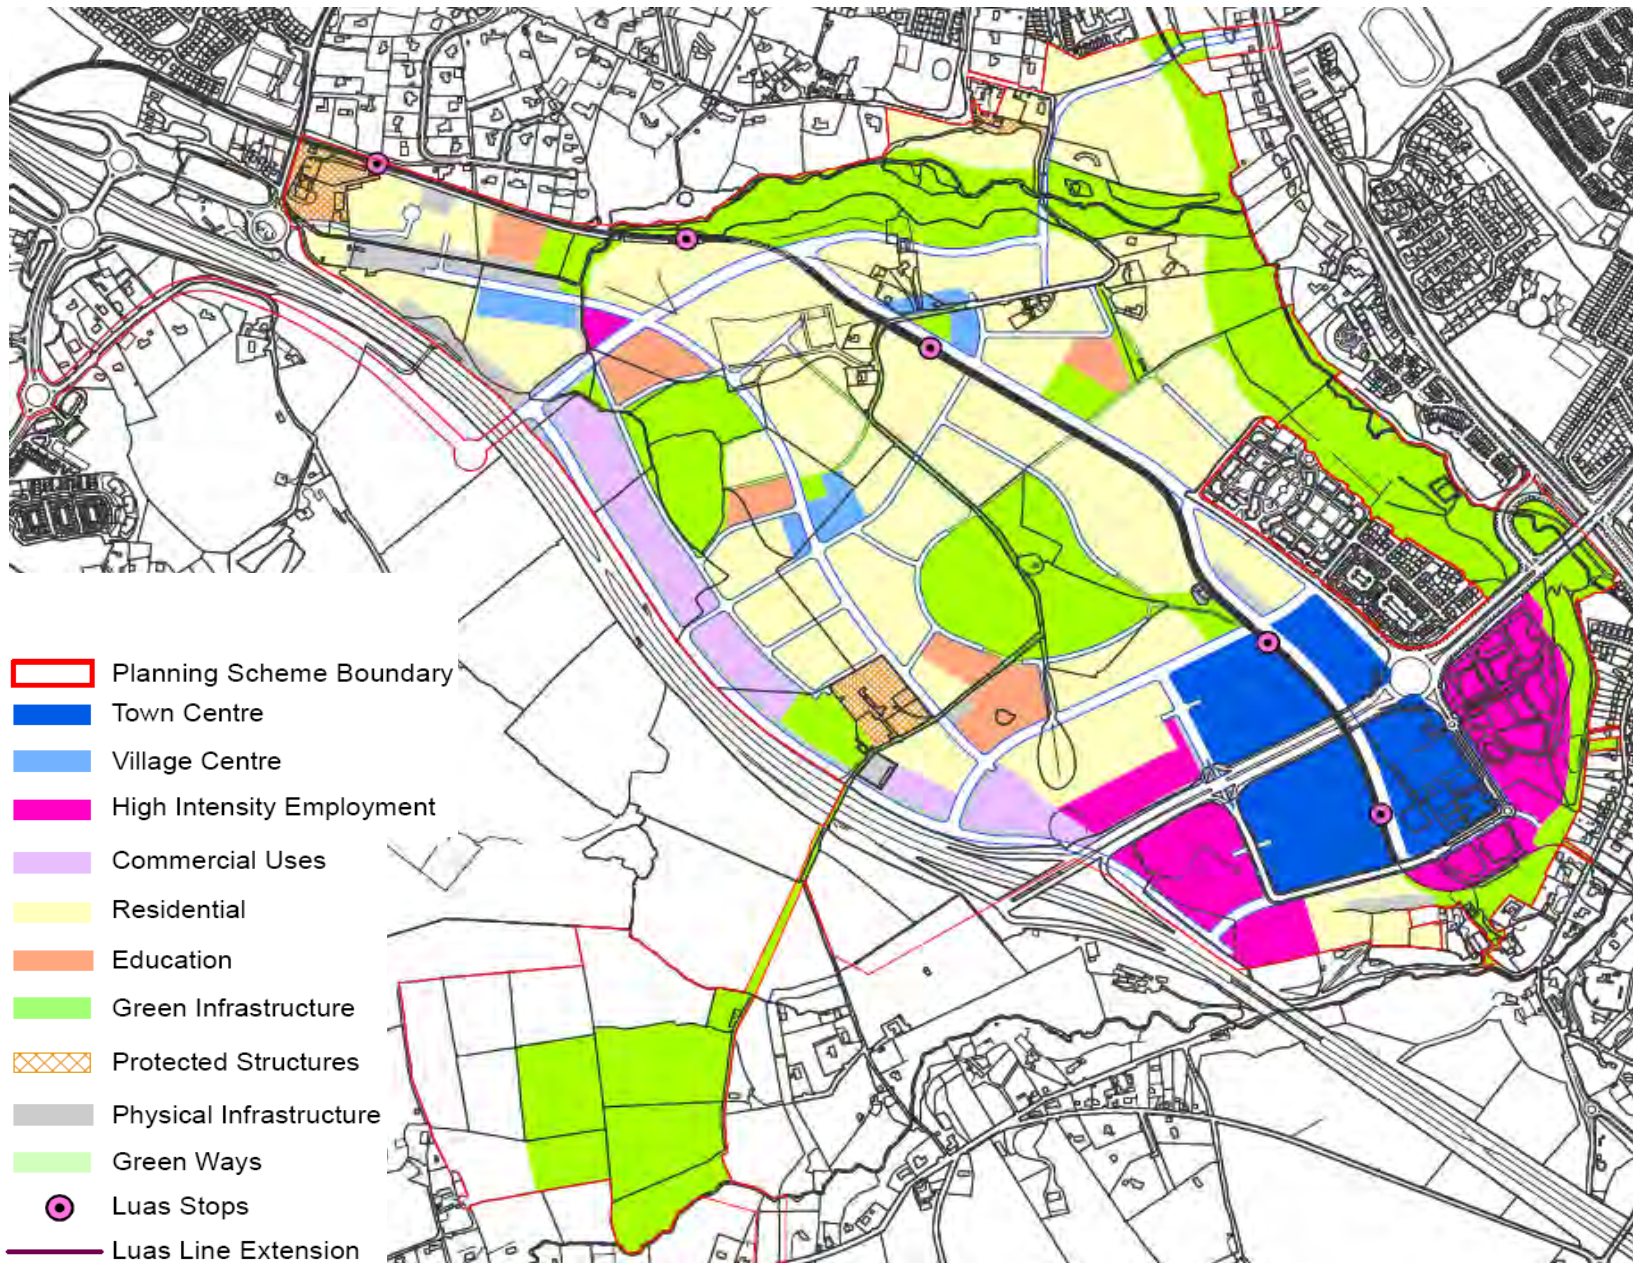 Planning Scheme Boundary
Town Centre
Village Centre
High Intensity Employment
Commercial Uses
Residential
Education
Green Infrastructure
Protected Structures
Physical Infrastructure
Green Ways
Luas Stops
Luas Line Extension